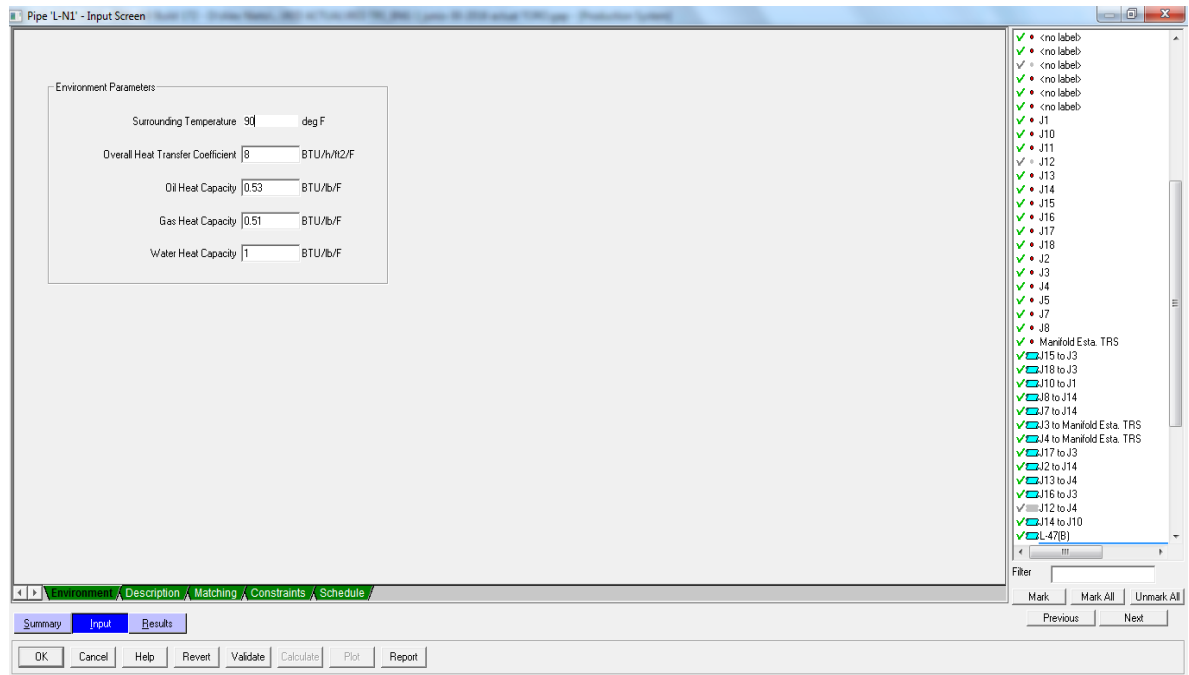 Pipe 'L-N1' - Input Screen
Environment Parameters
Surrounding Temperature 90 deg F
Overall Heat Transfer Coefficient 8 BTU/h/ft2/F
Oil Heat Capacity 0.53 BTU/lb/F
Gas Heat Capacity 0.51 BTU/lb/F
Water Heat Capacity 1 BTU/lb/F
Environment Description Matching Constraints Schedule
Summary Input Results
OK Cancel Help Revert Validate Calculate Plot Report
<no label>
<no label>
<no label>
<no label>
<no label>
<no label>
J1
J10
J11
J12
J13
J14
J15
J16
J17
J18
J2
J3
J4
J5
J7
J8
Manifold Esta. TRS
J15 to J3
J18 to J3
J10 to J1
J8 to J14
J7 to J14
J3 to Manifold Esta. TRS
J4 to Manifold Esta. TRS
J17 to J3
J2 to J14
J13 to J4
J16 to J3
J12 to J4
J14 to J10
L-47(B)
Filter
Mark Mark All Unmark All
Previous Next